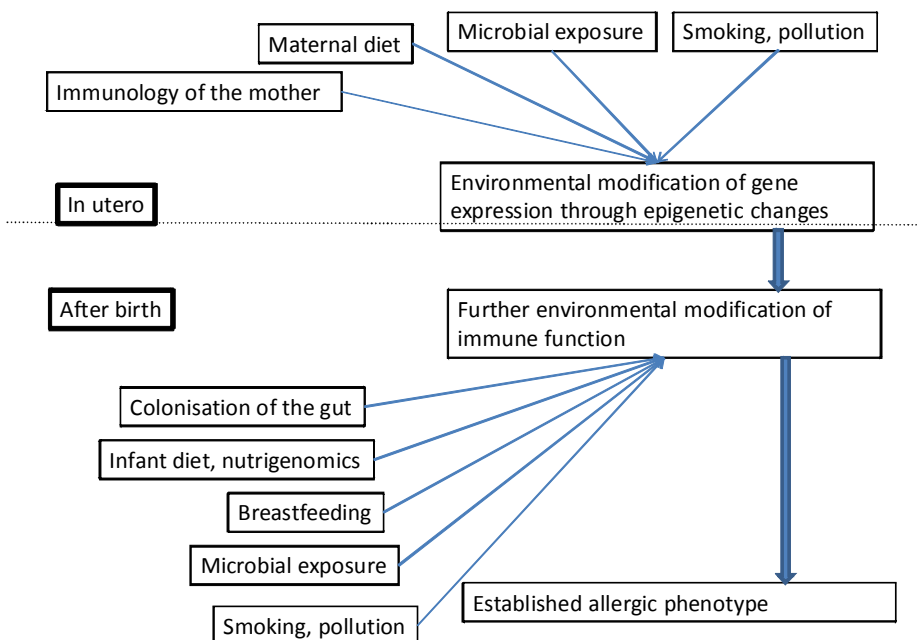 Microbial exposure
Smoking, pollution
Maternal diet
Immunology of the mother
Environmental modification of gene
expression through epigenetic changes
In utero
After birth
Further environmental modification of
immune function
Colonisation of the gut
Infant diet, nutrigenomics
Breastfeeding
Microbial exposure
Established allergic phenotype
Smoking, pollution